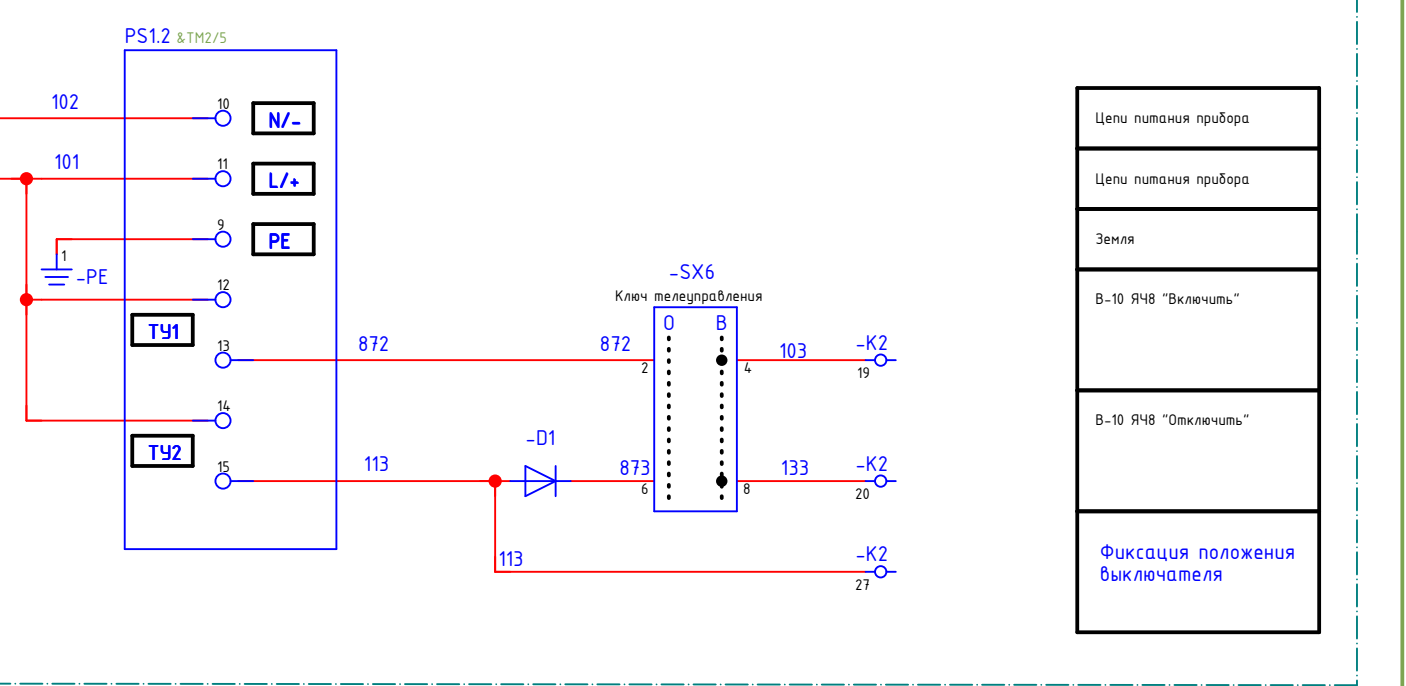 PS1.2 &TM2/5
102
10
N/-
Цепи питания прибора
101
11
L/+
Цепи питания прибора
9
PE
Земля
1
-PE
12
-SX6
Ключ телеуправления
В-10 ЯЧ8 "Включить"
ТУ1
О В
13
872
872
2
4
103
-K2
19
14
В-10 ЯЧ8 "Отключить"
ТУ2
15
113
-D1
873
6
8
133
-K2
20
113
-K2
27
Фиксация положения
выключателя